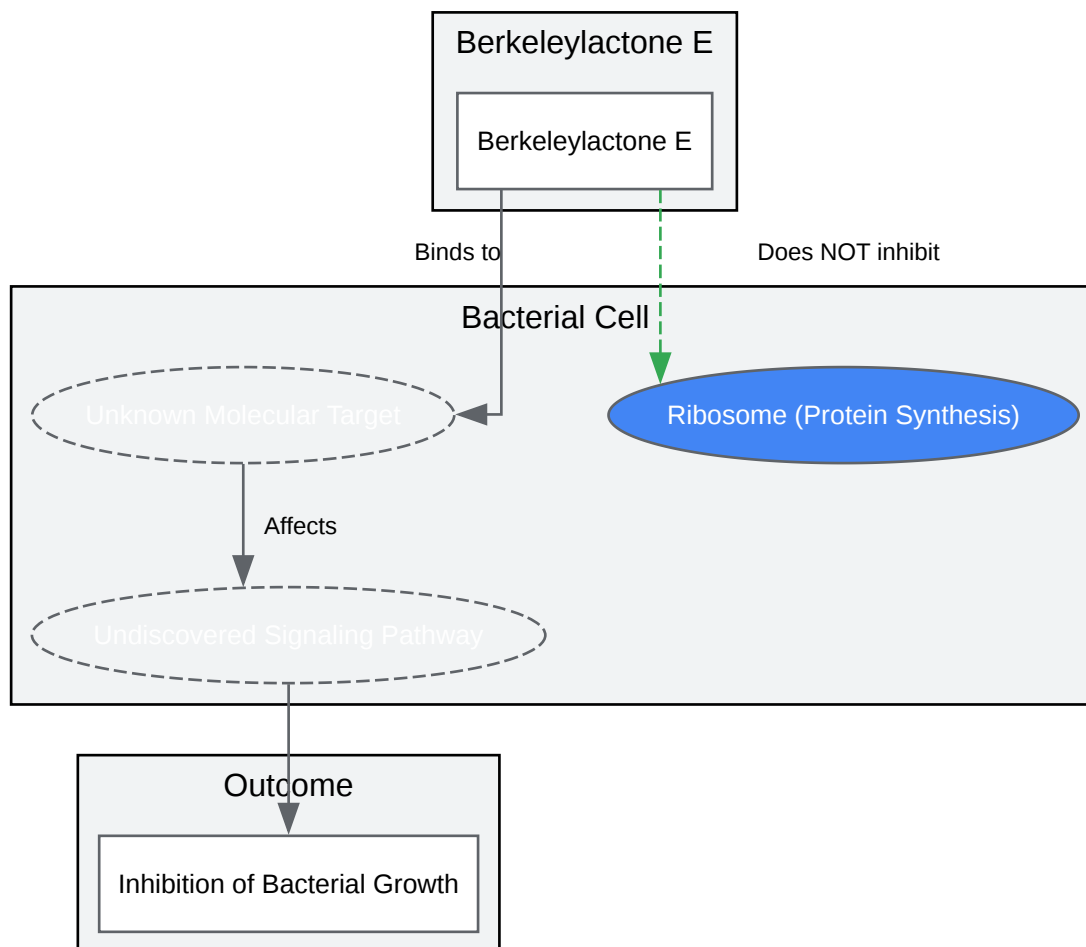 Berkeleylactone E
Berkeleylactone E
Binds to
Does NOT inhibit
Bacterial Cell
Unknown Molecular Target
Ribosome (Protein Synthesis)
Affects
Undiscovered Signaling Pathway
Outcome
Inhibition of Bacterial Growth